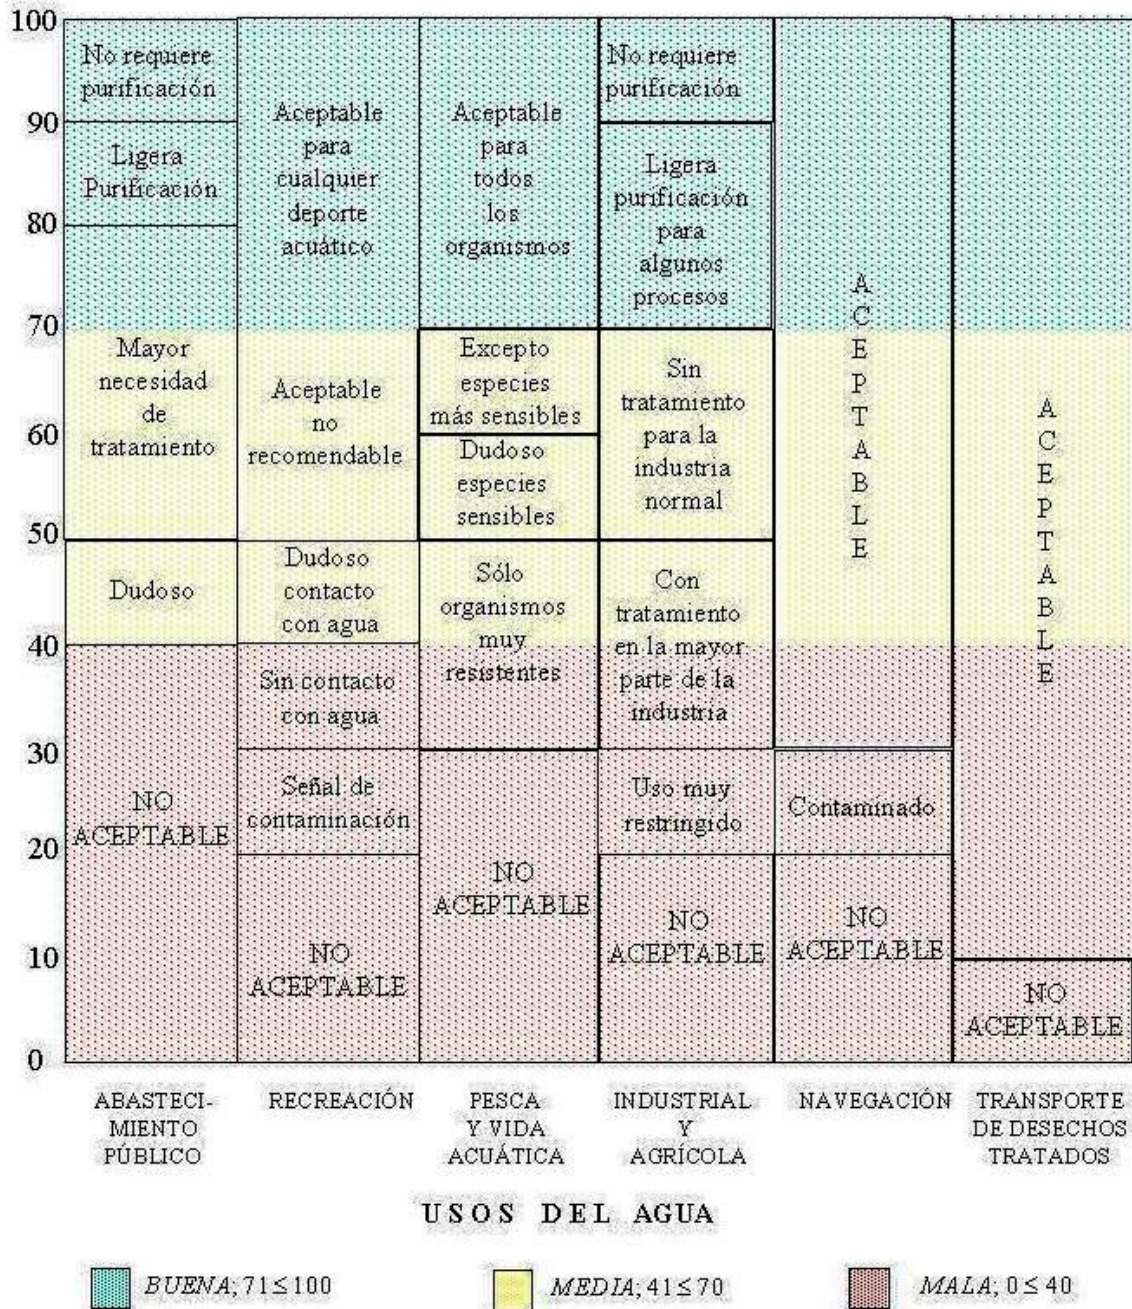 100
90
80
70
60
50
40
30
20
10
0
No requiere
purificación
Ligera
Purificación
Mayor
necesidad
de
tratamiento
Dudoso
NO
ACEPTABLE
Aceptable
para
cualquier
deporte
acuático
Aceptable
no
recomendable
Dudoso
contacto
con agua
Sin contacto
con agua
Señal de
contaminación
NO
ACEPTABLE
Aceptable
para
todos
los
organismos
Excepto
especies
más sensibles
Dudoso
especies
sensibles
Sólo
organismos
muy
resistentes
NO
ACEPTABLE
No requiere
purificación
Ligera
purificación
para
algunos
procesos
Sin
tratamiento
para la
industria
normal
Con
tratamiento
en la mayor
parte de la
industria
Uso muy
restringido
NO
ACEPTABLE
ACEPTABLE
Contaminado
NO
ACEPTABLE
ACEPTABLE
NO
ACEPTABLE
ABASTECI-
MIENTO
PÚBLICO
RECREACIÓN
PESCA
Y VIDA
ACUÁTICA
INDUSTRIAL
Y
AGRÍCOLA
NAVEGACIÓN
TRANSPORTE
DE DESECHOS
TRATADOS
USOS DEL AGUA
BUENA; 71 ≤ 100
MEDIA; 41 ≤ 70
MALA; 0 ≤ 40